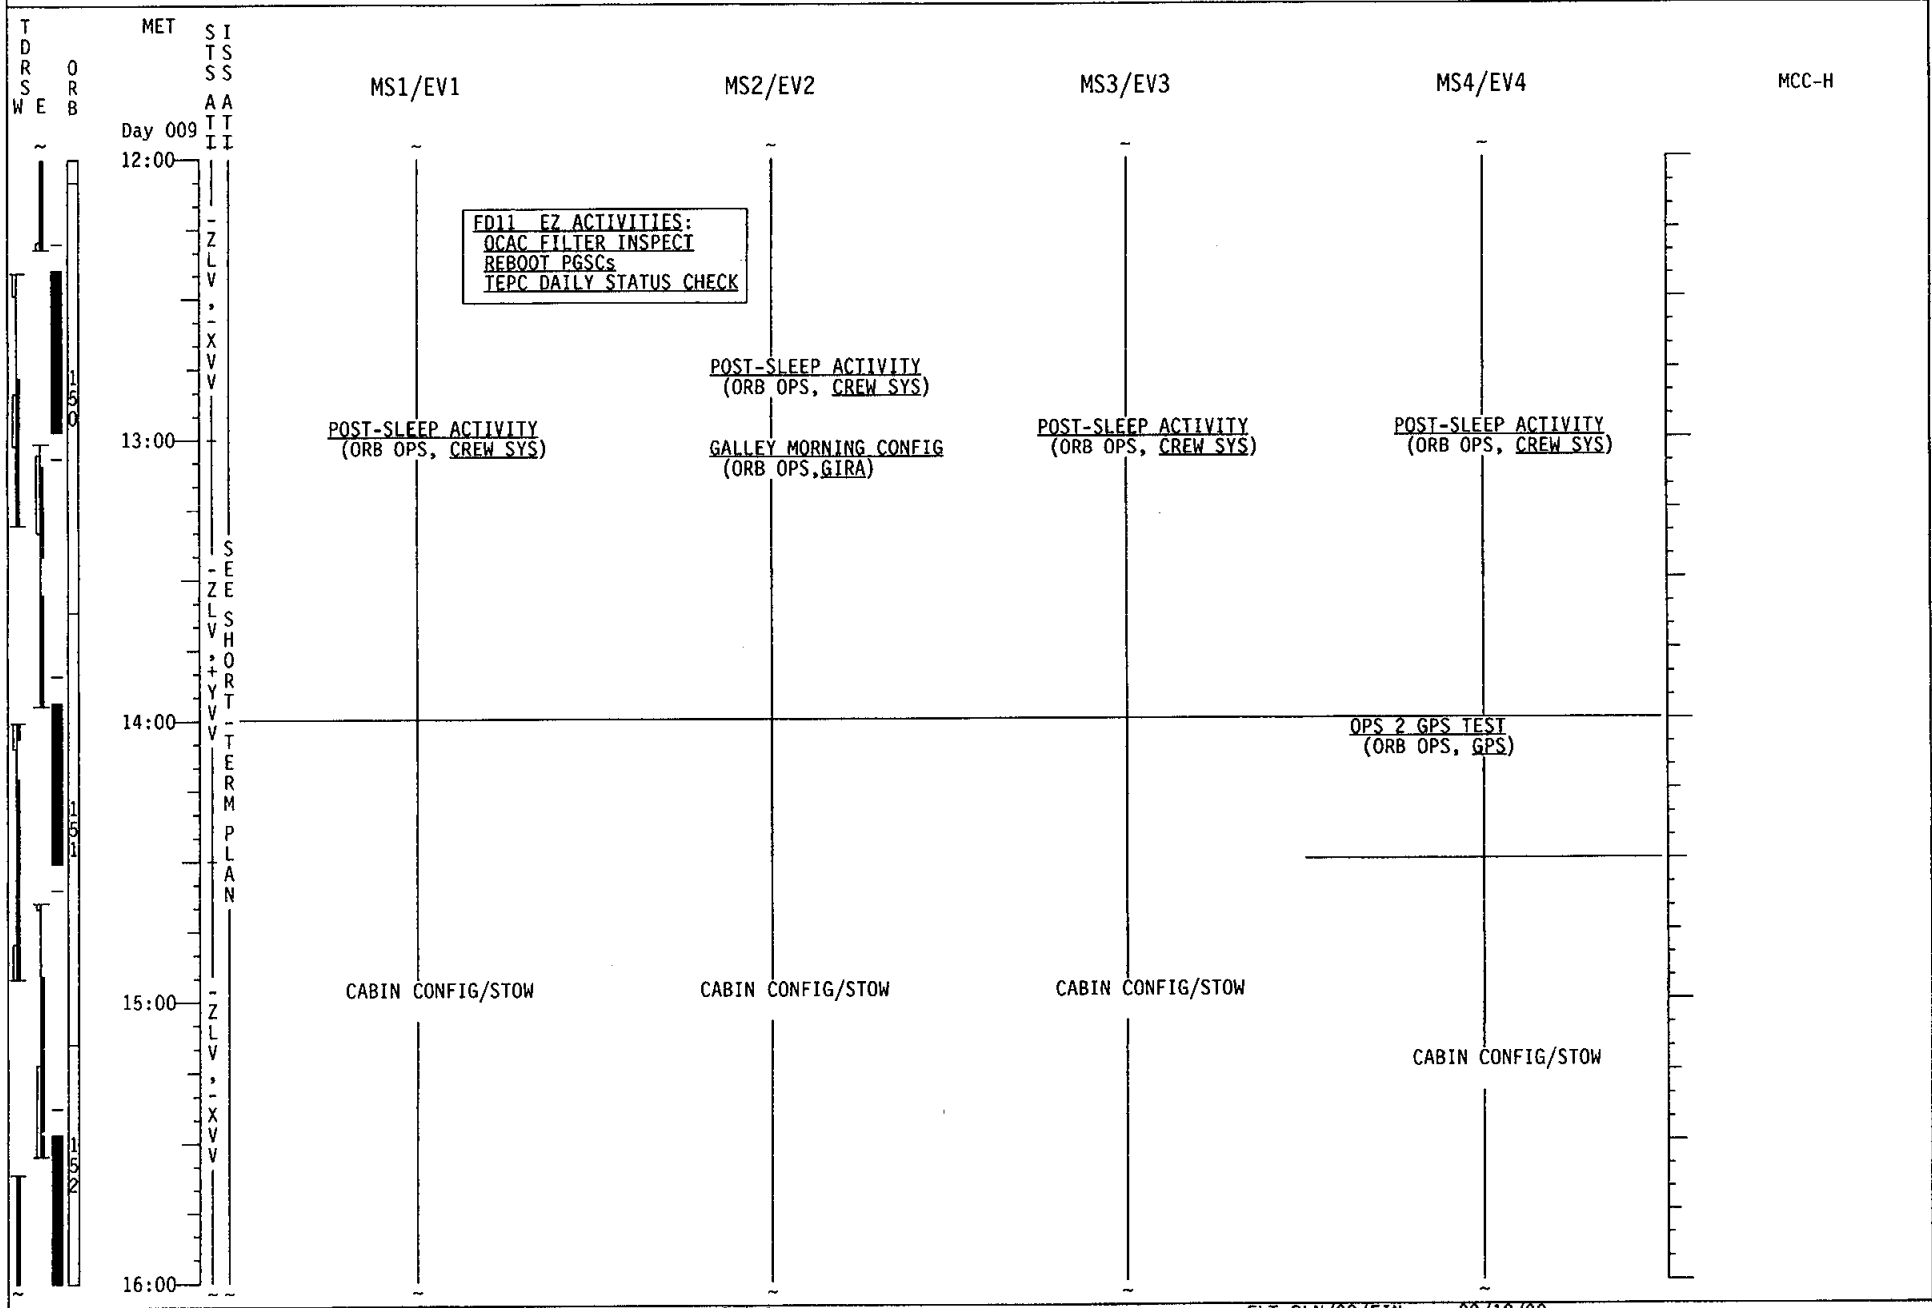 TDRS
W E
ORB
MET
STS ATT
ISS ATT
MS1/EV1
MS2/EV2
MS3/EV3
MS4/EV4
MCC-H
Day 009
12:00
FD11 EZ ACTIVITIES:
OCAC FILTER INSPECT
REBOOT PGSCs
TEPC DAILY STATUS CHECK
-ZLV,-XVV
150
POST-SLEEP ACTIVITY
(ORB OPS, CREW SYS)
13:00
POST-SLEEP ACTIVITY
(ORB OPS, CREW SYS)
GALLEY MORNING CONFIG
(ORB OPS,GIRA)
POST-SLEEP ACTIVITY
(ORB OPS, CREW SYS)
POST-SLEEP ACTIVITY
(ORB OPS, CREW SYS)
-ZLV,+YVV
SEE SHORT-TERM PLAN
14:00
OPS 2 GPS TEST
(ORB OPS, GPS)
151
15:00
CABIN CONFIG/STOW
CABIN CONFIG/STOW
CABIN CONFIG/STOW
CABIN CONFIG/STOW
-ZLV,-XVV
152
16:00